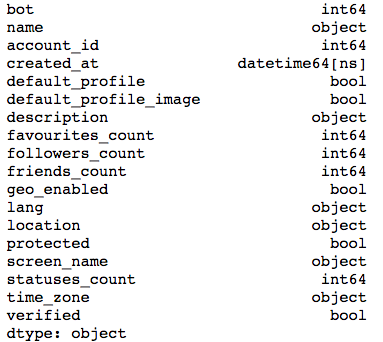 bot int64
name object
account_id int64
created_at datetime64[ns]
default_profile bool
default_profile_image bool
description object
favourites_count int64
followers_count int64
friends_count int64
geo_enabled bool
lang object
location object
protected bool
screen_name object
statuses_count int64
time_zone object
verified bool
dtype: object